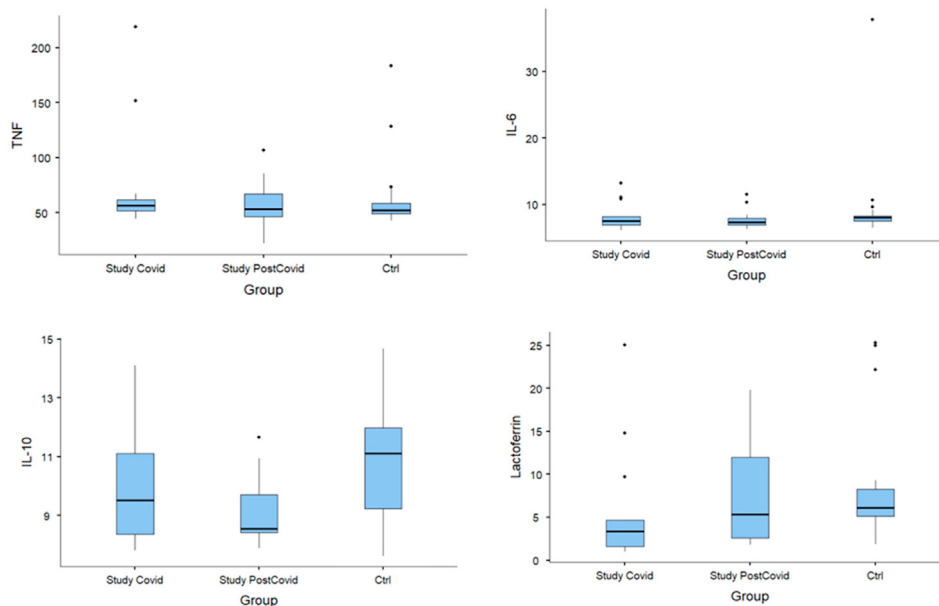 TNF
200
150
100
50
Study Covid Study PostCovid Ctrl
Group
IL-6
30
20
10
Study Covid Study PostCovid Ctrl
Group
IL-10
15
13
11
9
Study Covid Study PostCovid Ctrl
Group
Lactoferrin
25
20
15
10
5
0
Study Covid Study PostCovid Ctrl
Group